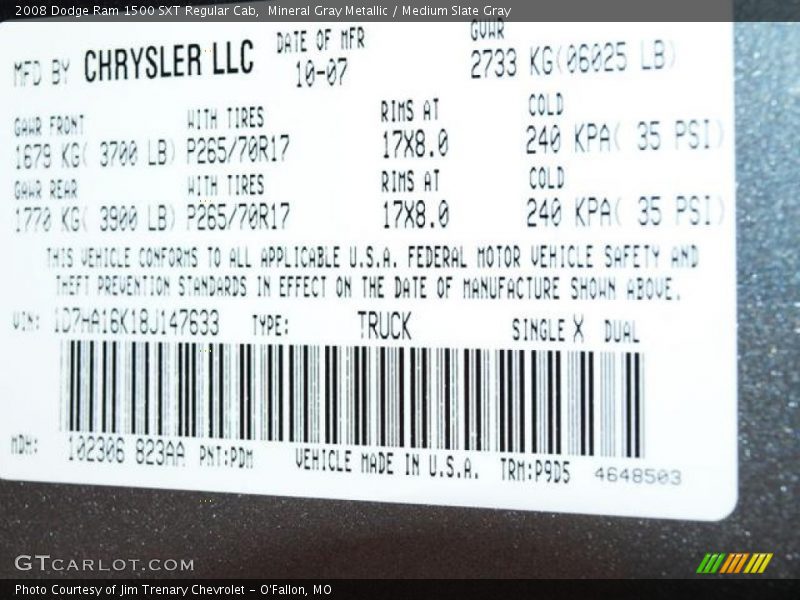 2008 Dodge Ram 1500 SXT Regular Cab, Mineral Gray Metallic / Medium Slate Gray
MFD BY CHRYSLER LLC DATE OF MFR GVWR
10-07 2733 KG(06025 LB)
GAWR FRONT WITH TIRES RIMS AT COLD
1679 KG( 3700 LB) P265/70R17 17X8.0 240 KPA( 35 PSI)
GAWR REAR WITH TIRES RIMS AT COLD
1770 KG( 3900 LB) P265/70R17 17X8.0 240 KPA( 35 PSI)
THIS VEHICLE CONFORMS TO ALL APPLICABLE U.S.A. FEDERAL MOTOR VEHICLE SAFETY AND
THEFT PREVENTION STANDARDS IN EFFECT ON THE DATE OF MANUFACTURE SHOWN ABOVE.
VIN: 1D7HA16K18J147633 TYPE: TRUCK SINGLE X DUAL
MDH: 102306 823AA PNT:PDM VEHICLE MADE IN U.S.A. TRM:P9D5 4648503
GTCARLOT.COM
Photo Courtesy of Jim Trenary Chevrolet - O'Fallon, MO